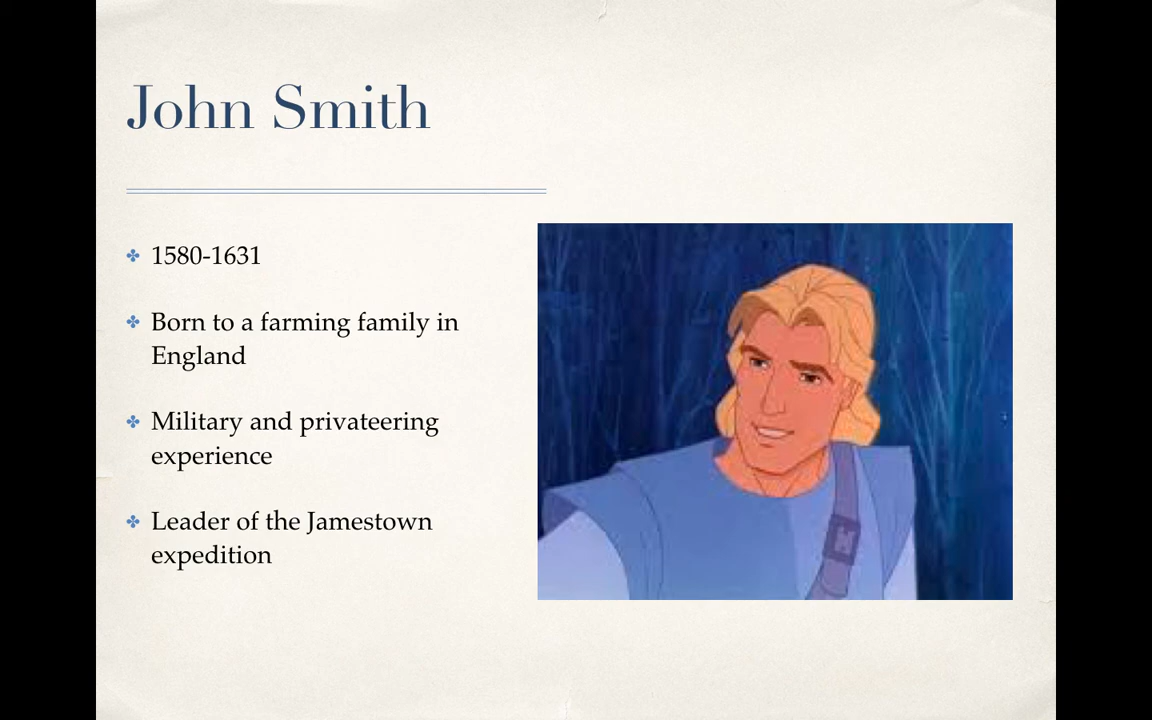 John Smith
1580-1631
Born to a farming family in
England
Military and privateering
experience
Leader of the Jamestown
expedition